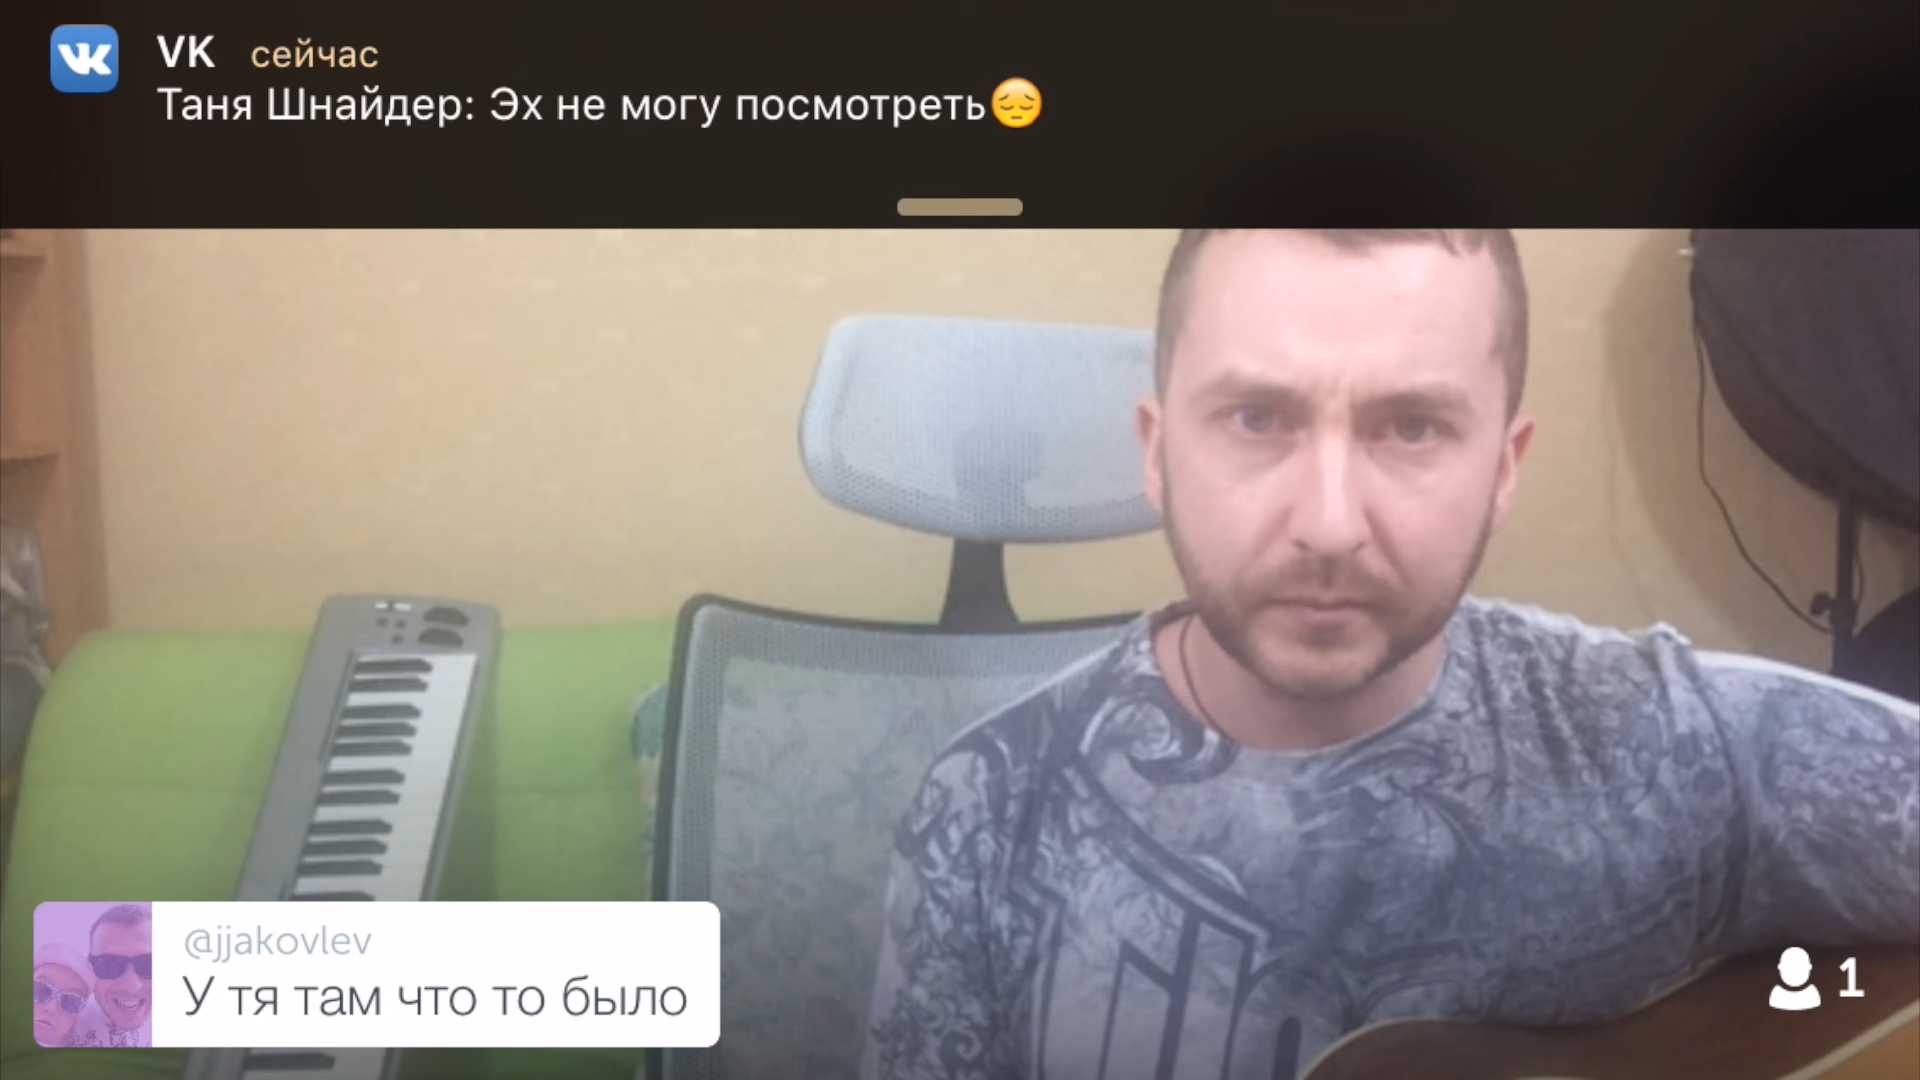 VK сейчас
Таня Шнайдер: Эх не могу посмотреть😔
@jjakovlev
У тя там что то было
1